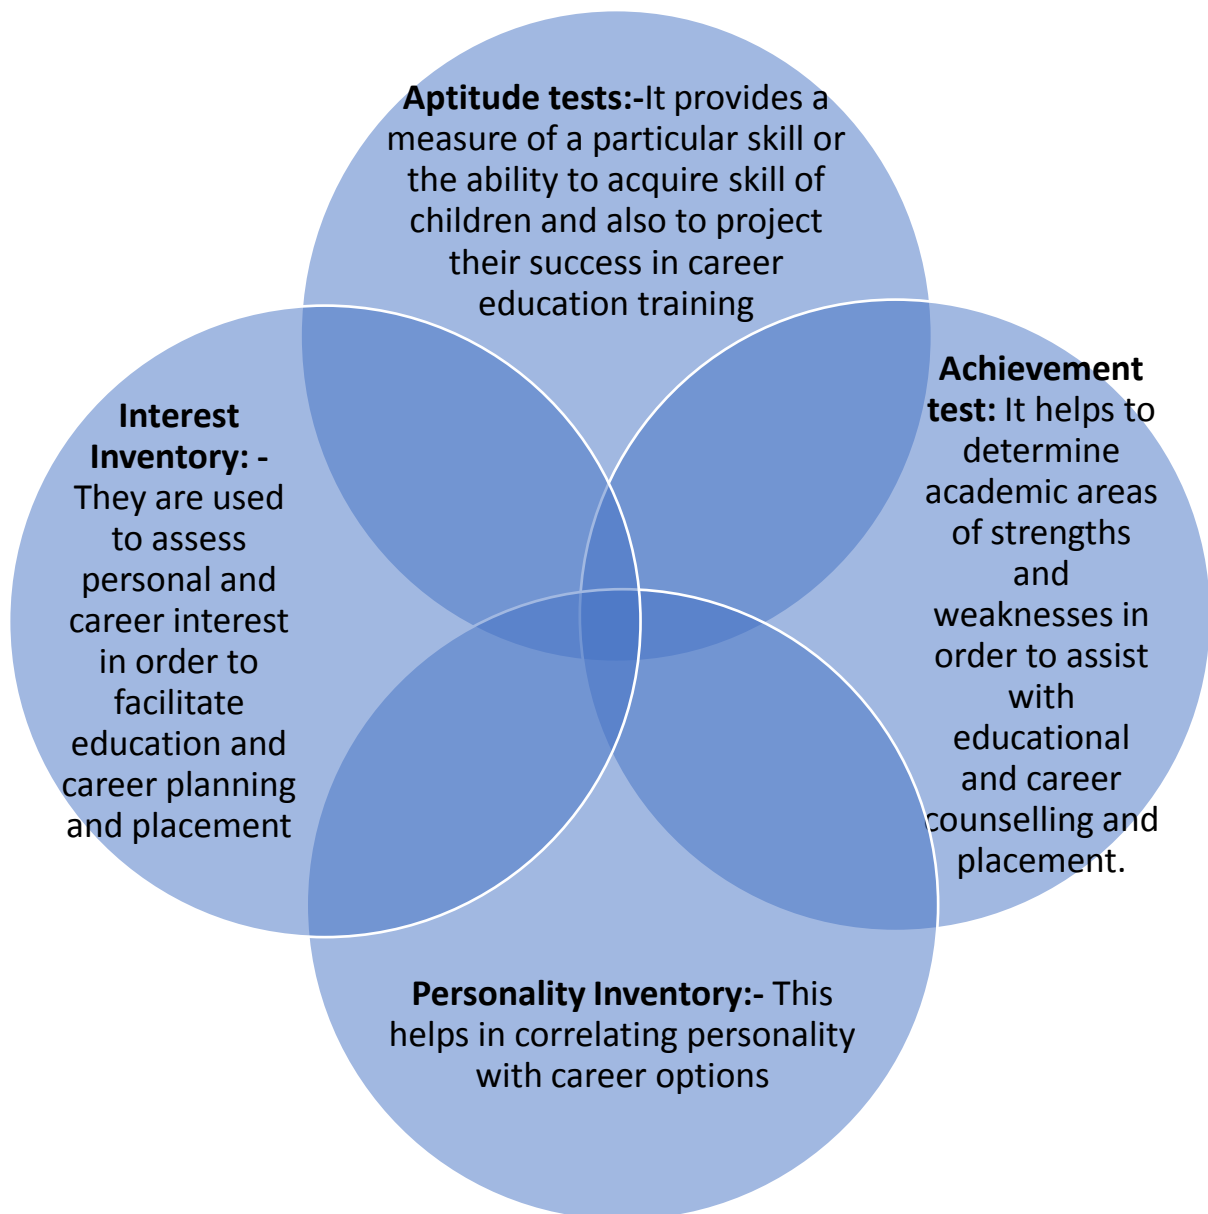 Aptitude tests:-It provides a
measure of a particular skill or
the ability to acquire skill of
children and also to project
their success in career
education training
Interest
Inventory: -
They are used
to assess
personal and
career interest
in order to
facilitate
education and
career planning
and placement
Achievement
test: It helps to
determine
academic areas
of strengths
and
weaknesses in
order to assist
with
educational
and career
counselling and
placement.
Personality Inventory:- This
helps in correlating personality
with career options